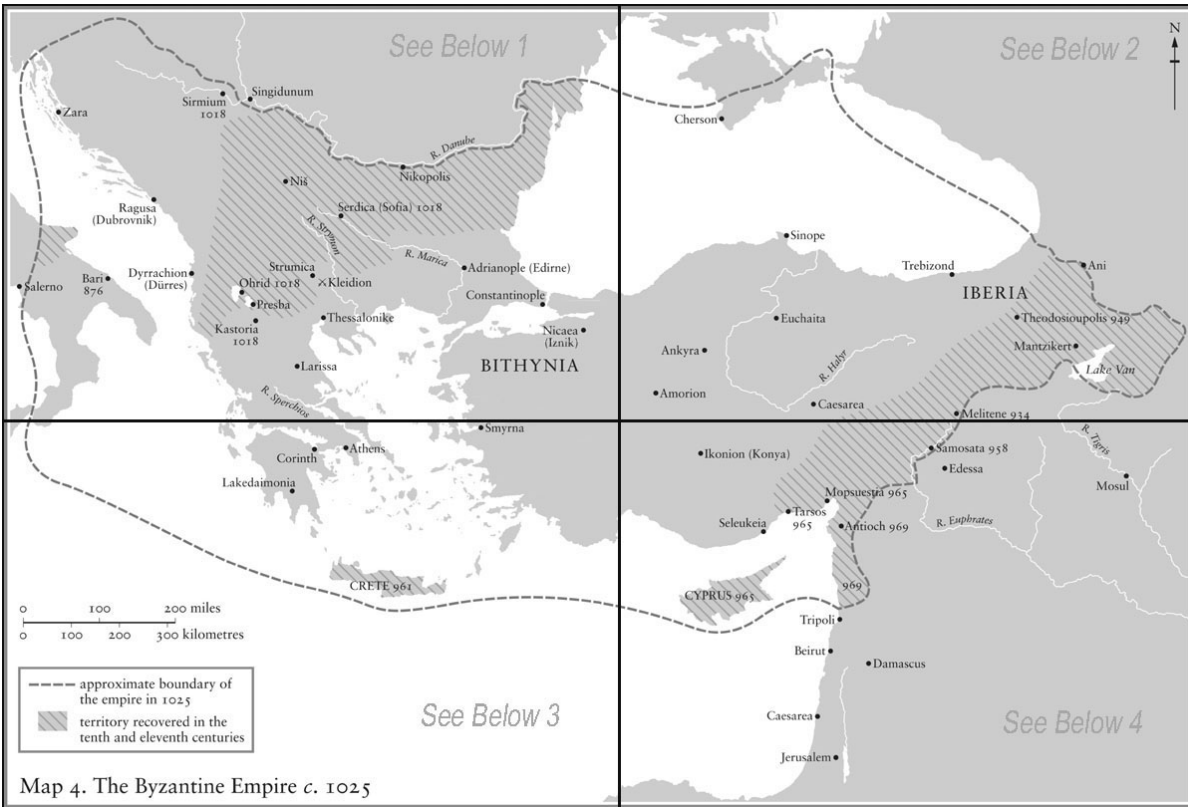 See Below 1
Singidunum
Sirmium
1018
Zara
R. Danube
Nikopolis
Niš
Ragusa
(Dubrovnik)
Serdica (Sofia) 1018
R. Strymon
R. Marica
Bari
876
Salerno
Dyrrachion
(Dürres)
Strumica
Kleidion
Adrianople (Edirne)
Ohrid 1018
Presba
Constantinople
Kastoria
1018
Thessalonike
Nicaea
(Iznik)
Larissa
BITHYNIA
R. Sperchios
See Below 2
N
Cherson
Sinope
Trebizond
Ani
IBERIA
Euchaita
Theodosioupolis 949
Ankyra
Mantzikert
R. Halyr
Lake Van
Amorion
Caesarea
Melitene 934
Smyrna
Corinth
Athens
Lakedaimonia
CRETE 961
0 100 200 miles
0 100 200 300 kilometres
approximate boundary of
the empire in 1025
territory recovered in the
tenth and eleventh centuries
See Below 3
Map 4. The Byzantine Empire c. 1025
Ikonion (Konya)
Samosata 958
Edessa
R. Tigris
Mosul
Mopsuestia 965
Tarsos
965
Seleukeia
Antioch 969
R. Euphrates
CYPRUS 965
969
Tripoli
Beirut
Damascus
Caesarea
See Below 4
Jerusalem